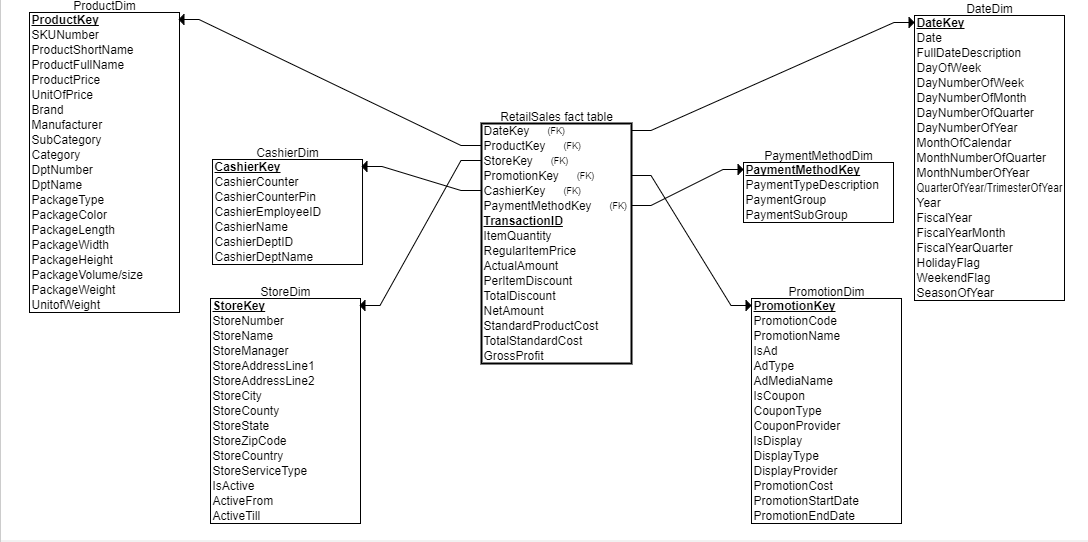 ProductDim
ProductKey
SKUNumber
ProductShortName
ProductFullName
ProductPrice
UnitOfPrice
Brand
Manufacturer
SubCategory
Category
DptNumber
DptName
PackageType
PackageColor
PackageLength
PackageWidth
PackageHeight
PackageVolume/size
PackageWeight
UnitofWeight
CashierDim
CashierKey
CashierCounter
CashierCounterPin
CashierEmployeeID
CashierName
CashierDeptID
CashierDeptName
StoreDim
StoreKey
StoreNumber
StoreName
StoreManager
StoreAddressLine1
StoreAddressLine2
StoreCity
StoreCounty
StoreState
StoreZipCode
StoreCountry
StoreServiceType
IsActive
ActiveFrom
ActiveTill
RetailSales fact table
DateKey (FK)
ProductKey (FK)
StoreKey (FK)
PromotionKey (FK)
CashierKey (FK)
PaymentMethodKey (FK)
TransactionID
ItemQuantity
RegularItemPrice
ActualAmount
PerItemDiscount
TotalDiscount
NetAmount
StandardProductCost
TotalStandardCost
GrossProfit
PaymentMethodDim
PaymentMethodKey
PaymentTypeDescription
PaymentGroup
PaymentSubGroup
PromotionDim
PromotionKey
PromotionCode
PromotionName
IsAd
AdType
AdMediaName
IsCoupon
CouponType
CouponProvider
IsDisplay
DisplayType
DisplayProvider
PromotionCost
PromotionStartDate
PromotionEndDate
DateDim
DateKey
Date
FullDateDescription
DayOfWeek
DayNumberOfWeek
DayNumberOfMonth
DayNumberOfQuarter
DayNumberOfYear
MonthOfCalendar
MonthNumberOfQuarter
MonthNumberOfYear
QuarterOfYear/TrimesterOfYear
Year
FiscalYear
FiscalYearMonth
FiscalYearQuarter
HolidayFlag
WeekendFlag
SeasonOfYear